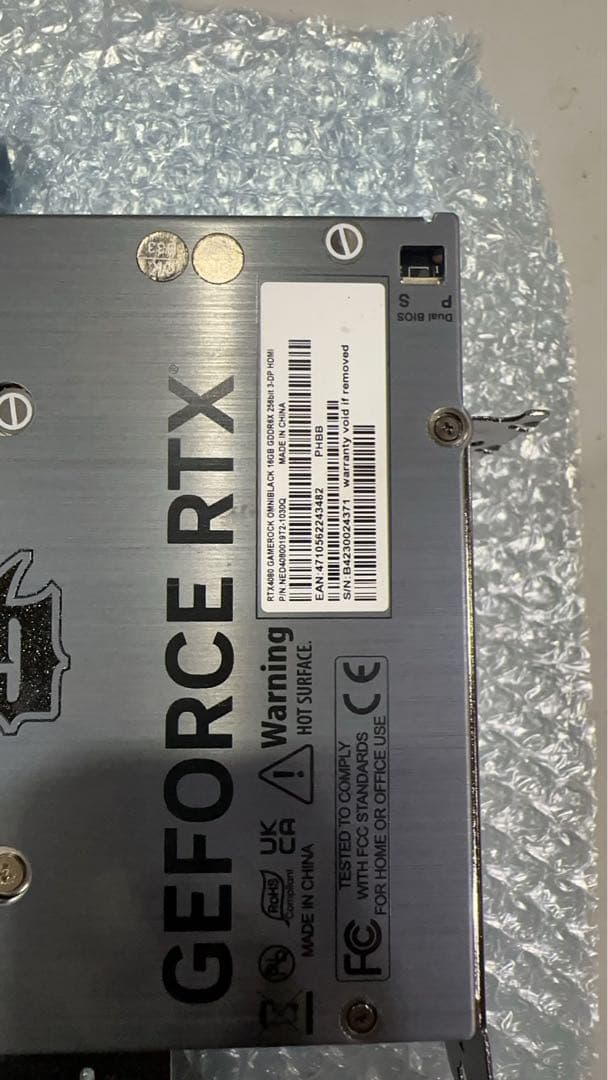 GEFORCE RTX®
RTX4080 GAMEROCK OMNIBLACK 16GB GDDR6X 256bit 3-DP HDMI
P/N NED4080019T2-1030Q MADE IN CHINA
EAN:4710562243482 PHBB
S/N:B4230024371 warranty void if removed
Dual BIOS
S P
Warning
HOT SURFACE.
RoHS
Compliant
UK
CA
MADE IN CHINA
FC
TESTED TO COMPLY
WITH FCC STANDARDS
FOR HOME OR OFFICE USE
CE